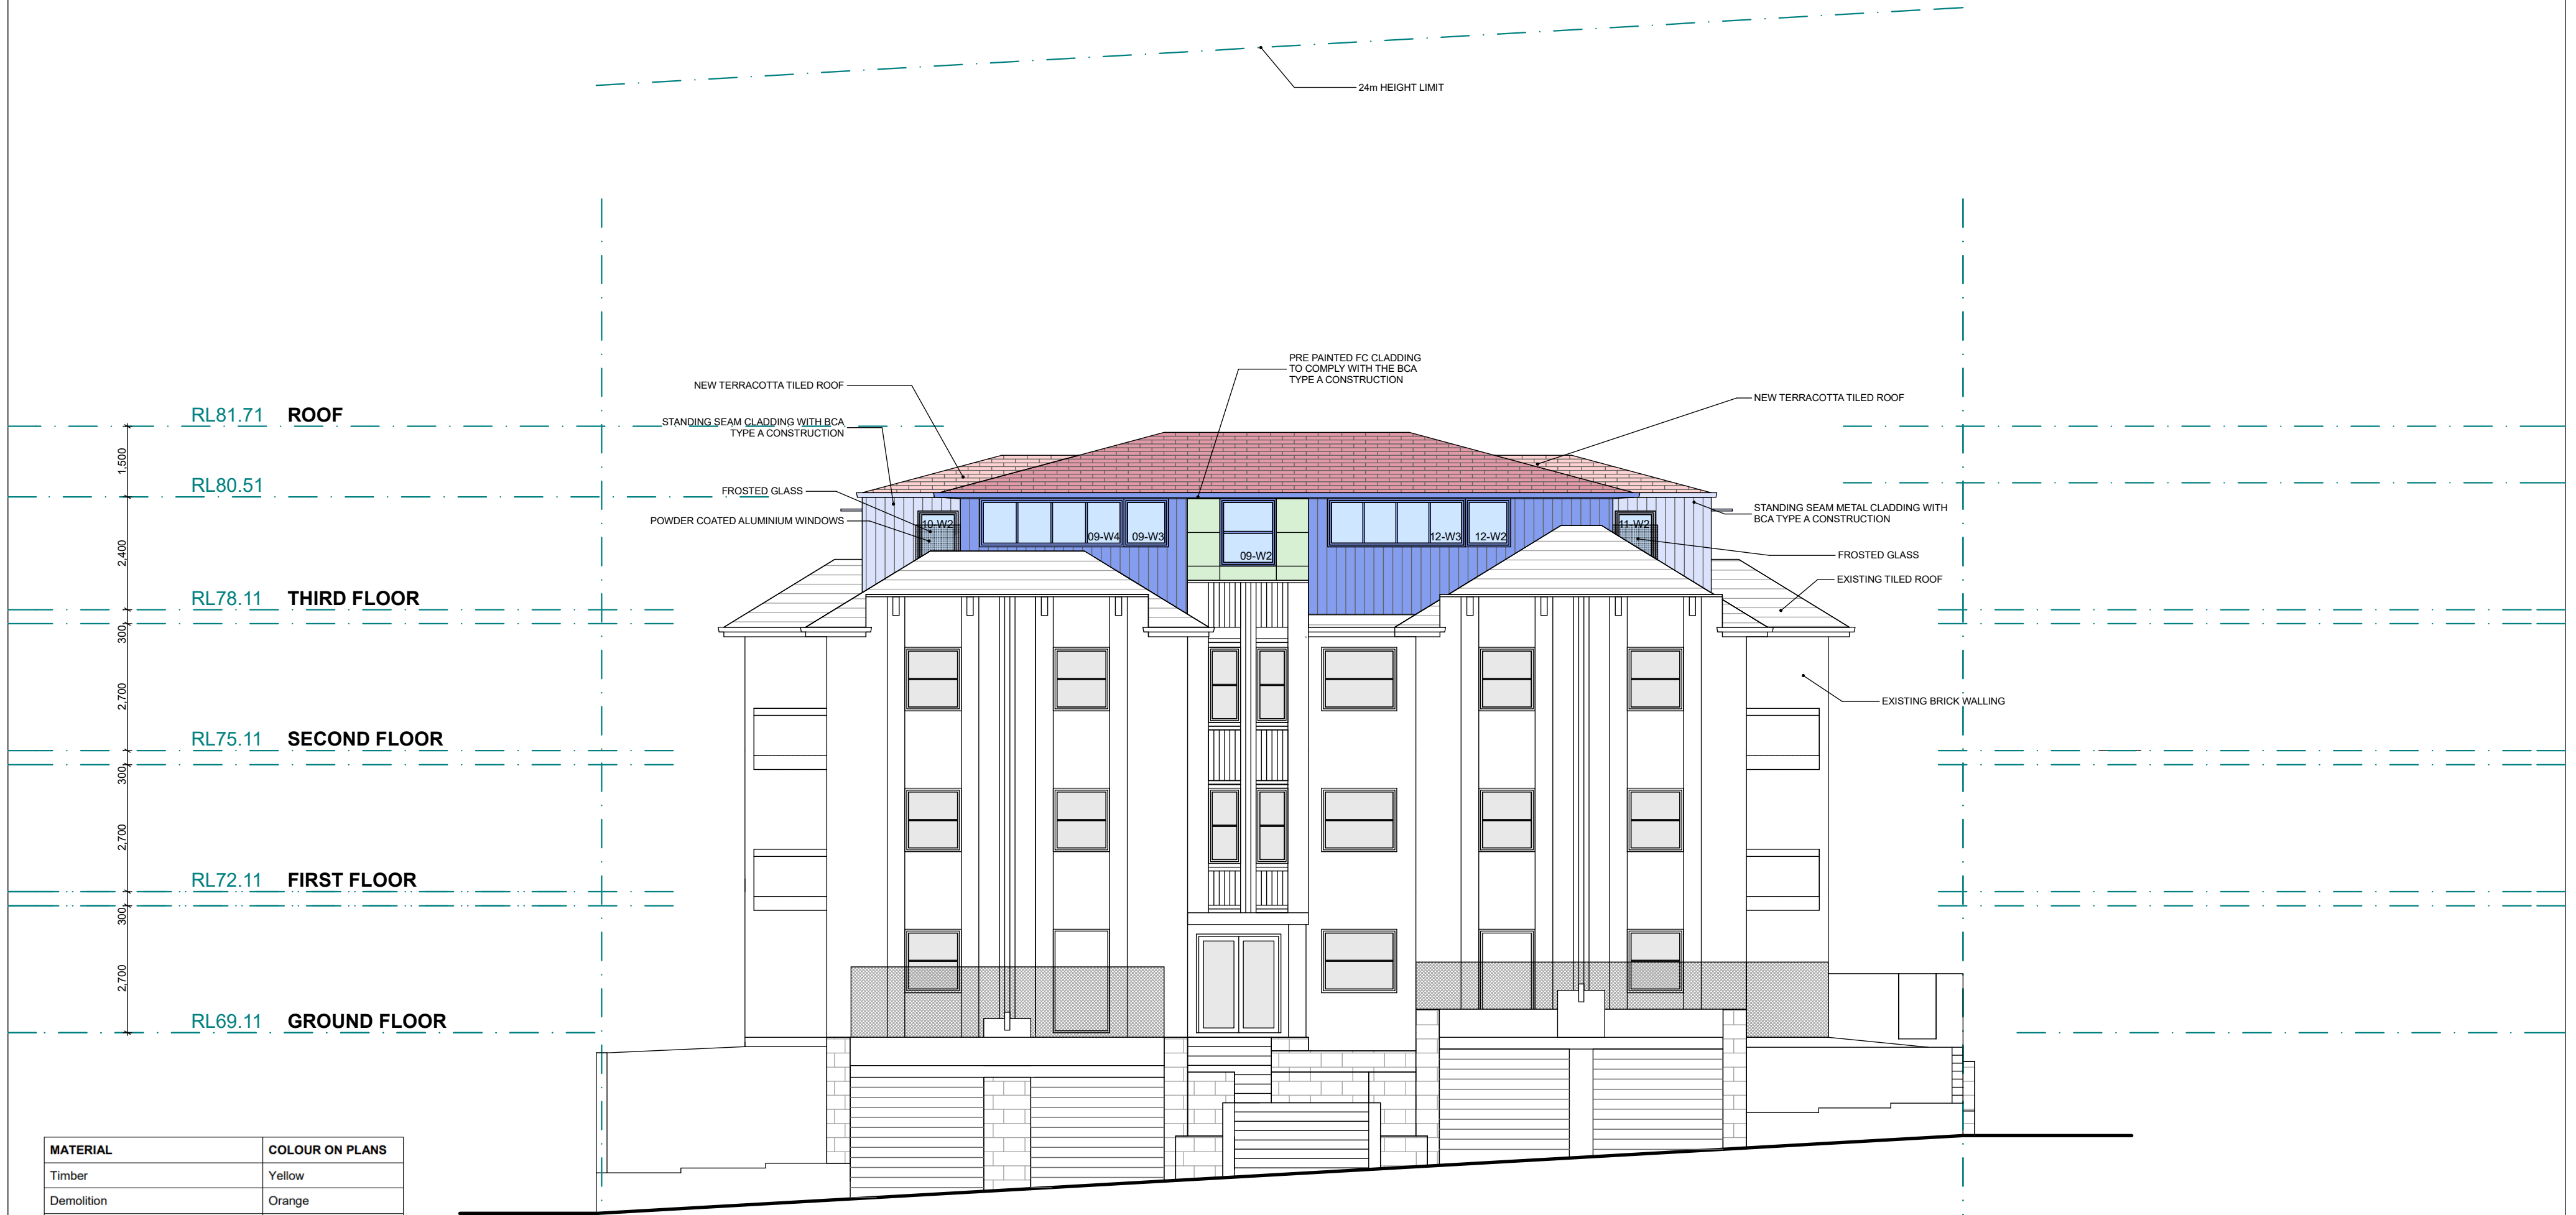 24m HEIGHT LIMIT
PRE PAINTED FC CLADDING
TO COMPLY WITH THE BCA
TYPE A CONSTRUCTION
NEW TERRACOTTA TILED ROOF
NEW TERRACOTTA TILED ROOF
RL81.71 ROOF
STANDING SEAM CLADDING WITH BCA
TYPE A CONSTRUCTION
1,500
RL80.51
FROSTED GLASS
POWDER COATED ALUMINIUM WINDOWS
STANDING SEAM METAL CLADDING WITH
BCA TYPE A CONSTRUCTION
10-W2
09-W4
09-W3
09-W2
12-W3
12-W2
11-W2
2,400
FROSTED GLASS
EXISTING TILED ROOF
RL78.11 THIRD FLOOR
300
2,700
EXISTING BRICK WALLING
RL75.11 SECOND FLOOR
300
2,700
RL72.11 FIRST FLOOR
300
2,700
RL69.11 GROUND FLOOR
MATERIAL COLOUR ON PLANS
Timber Yellow
Demolition Orange